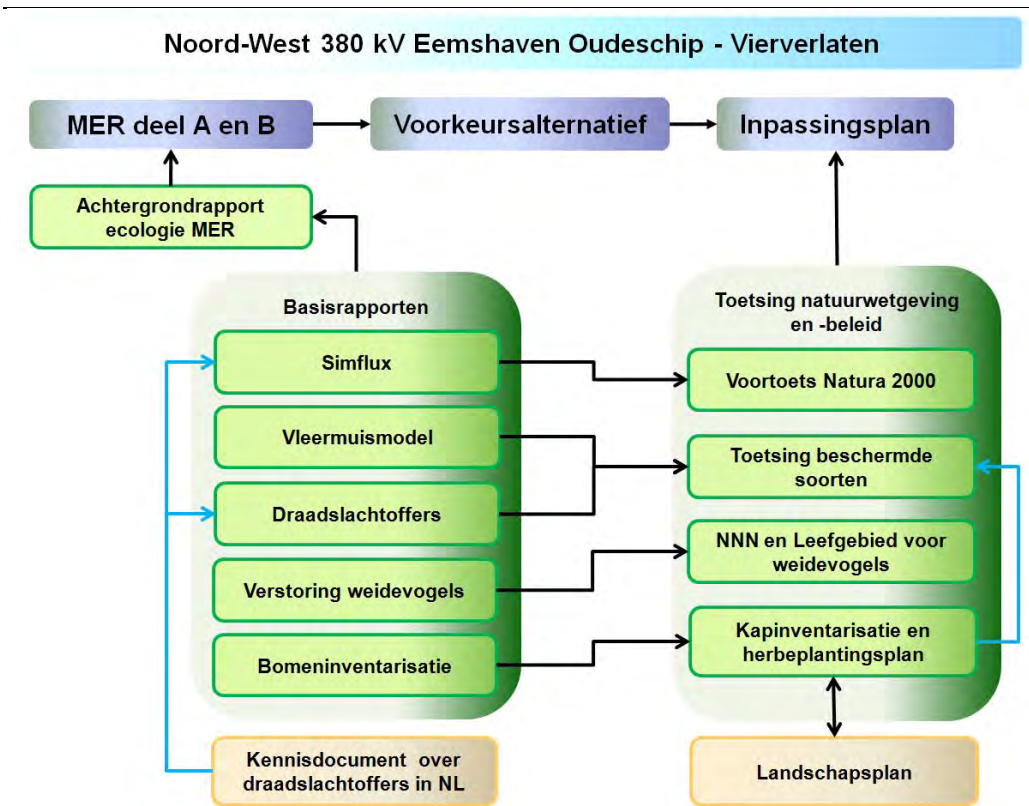 Noord-West 380 kV Eemshaven Oudeschip - Vierverlaten
MER deel A en B
Voorkeursalternatief
Inpassingsplan
Achtergrondrapport
ecologie MER
Basisrapporten
Simflux
Vleermuismodel
Draadslachtoffers
Verstoring weidevogels
Bomeninventarisatie
Kennisdocument over
draadslachtoffers in NL
Toetsing natuurwetgeving
en -beleid
Voortoets Natura 2000
Toetsing beschermde
soorten
NNN en Leefgebied voor
weidevogels
Kapinventarisatie en
herbeplantingsplan
Landschapsplan